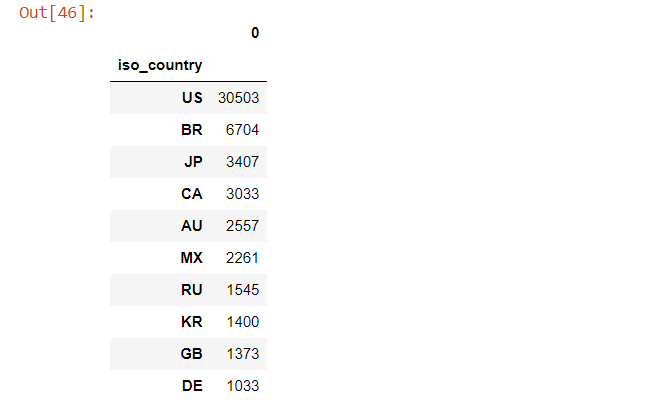 Out[46]:
0
iso_country
US 30503
BR 6704
JP 3407
CA 3033
AU 2557
MX 2261
RU 1545
KR 1400
GB 1373
DE 1033